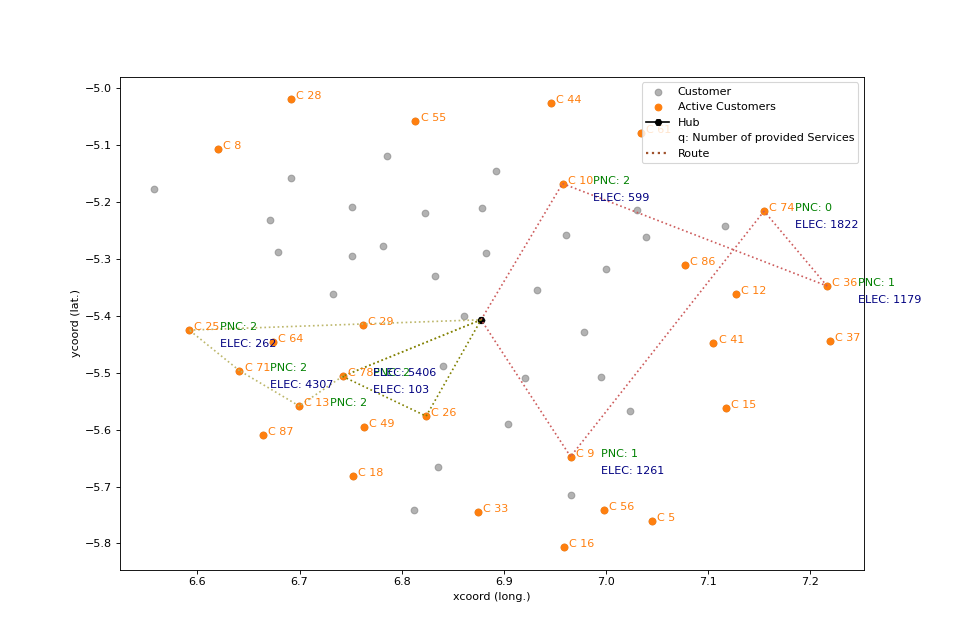 C 28
C 44
Customer
Active Customers
Hub
q: Number of provided Services
Route
C 55
C 8
C 10 PNC: 2
ELEC: 599
C 74 PNC: 0
ELEC: 1822
C 86
C 36 PNC: 1
ELEC: 1179
C 12
C 25 PNC: 2
ELEC: 262
C 29
C 64
C 41
C 37
C 71 PNC: 2
ELEC: 4307
C 78
ELEC: 5406
ELEC: 103
C 13 PNC: 2
C 26
C 15
C 49
C 87
C 9 PNC: 1
ELEC: 1261
C 18
C 33
C 56
C 5
C 16
−5.0
−5.1
−5.2
−5.3
−5.4
−5.5
−5.6
−5.7
−5.8
ycoord (lat.)
6.6 6.7 6.8 6.9 7.0 7.1 7.2
xcoord (long.)